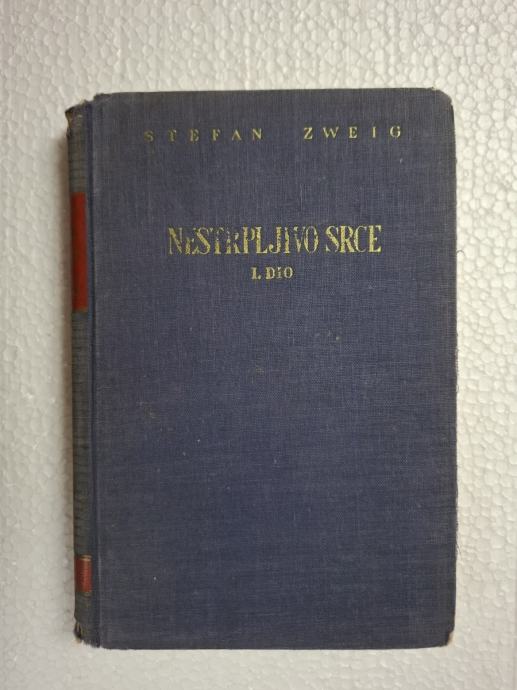 STEFAN ZWEIG
NESTRPLJIVO SRCE
I. DIO